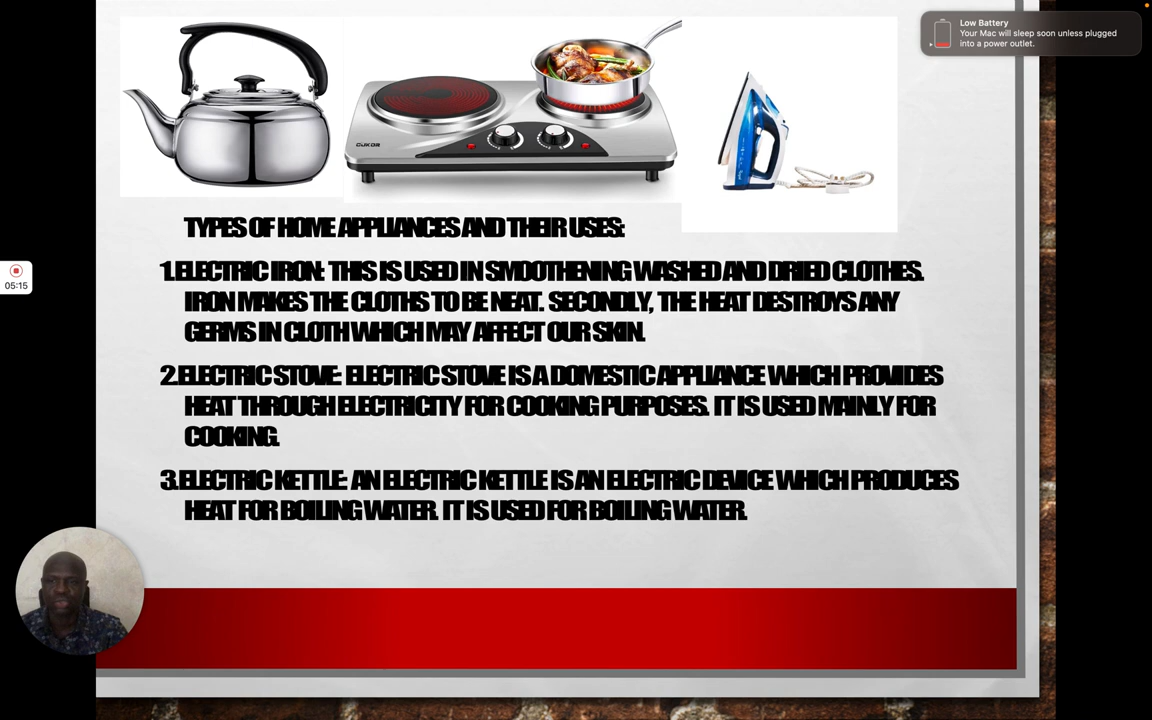 Low Battery
Your Mac will sleep soon unless plugged
into a power outlet.
CUKOR
TYPES OF HOME APPLIANCES AND THEIR USES:
1.ELECTRIC IRON: THIS IS USED IN SMOOTHENING WASHED AND DRIED CLOTHES.
IRON MAKES THE CLOTHS TO BE NEAT. SECONDLY, THE HEAT DESTROYS ANY
GERMS IN CLOTH WHICH MAY AFFECT OUR SKIN.
05:15
2.ELECTRIC STOVE: ELECTRIC STOVE IS A DOMESTIC APPLIANCE WHICH PROVIDES
HEAT THROUGH ELECTRICITY FOR COOKING PURPOSES. IT IS USED MAINLY FOR
COOKING.
3.ELECTRIC KETTLE: AN ELECTRIC KETTLE IS AN ELECTRIC DEVICE WHICH PRODUCES
HEAT FOR BOILING WATER. IT IS USED FOR BOILING WATER.